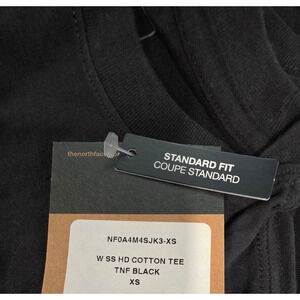 thenorthface
STANDARD FIT
COUPE STANDARD
NF0A4M4SJK3-XS
W SS HD COTTON TEE
TNF BLACK
XS